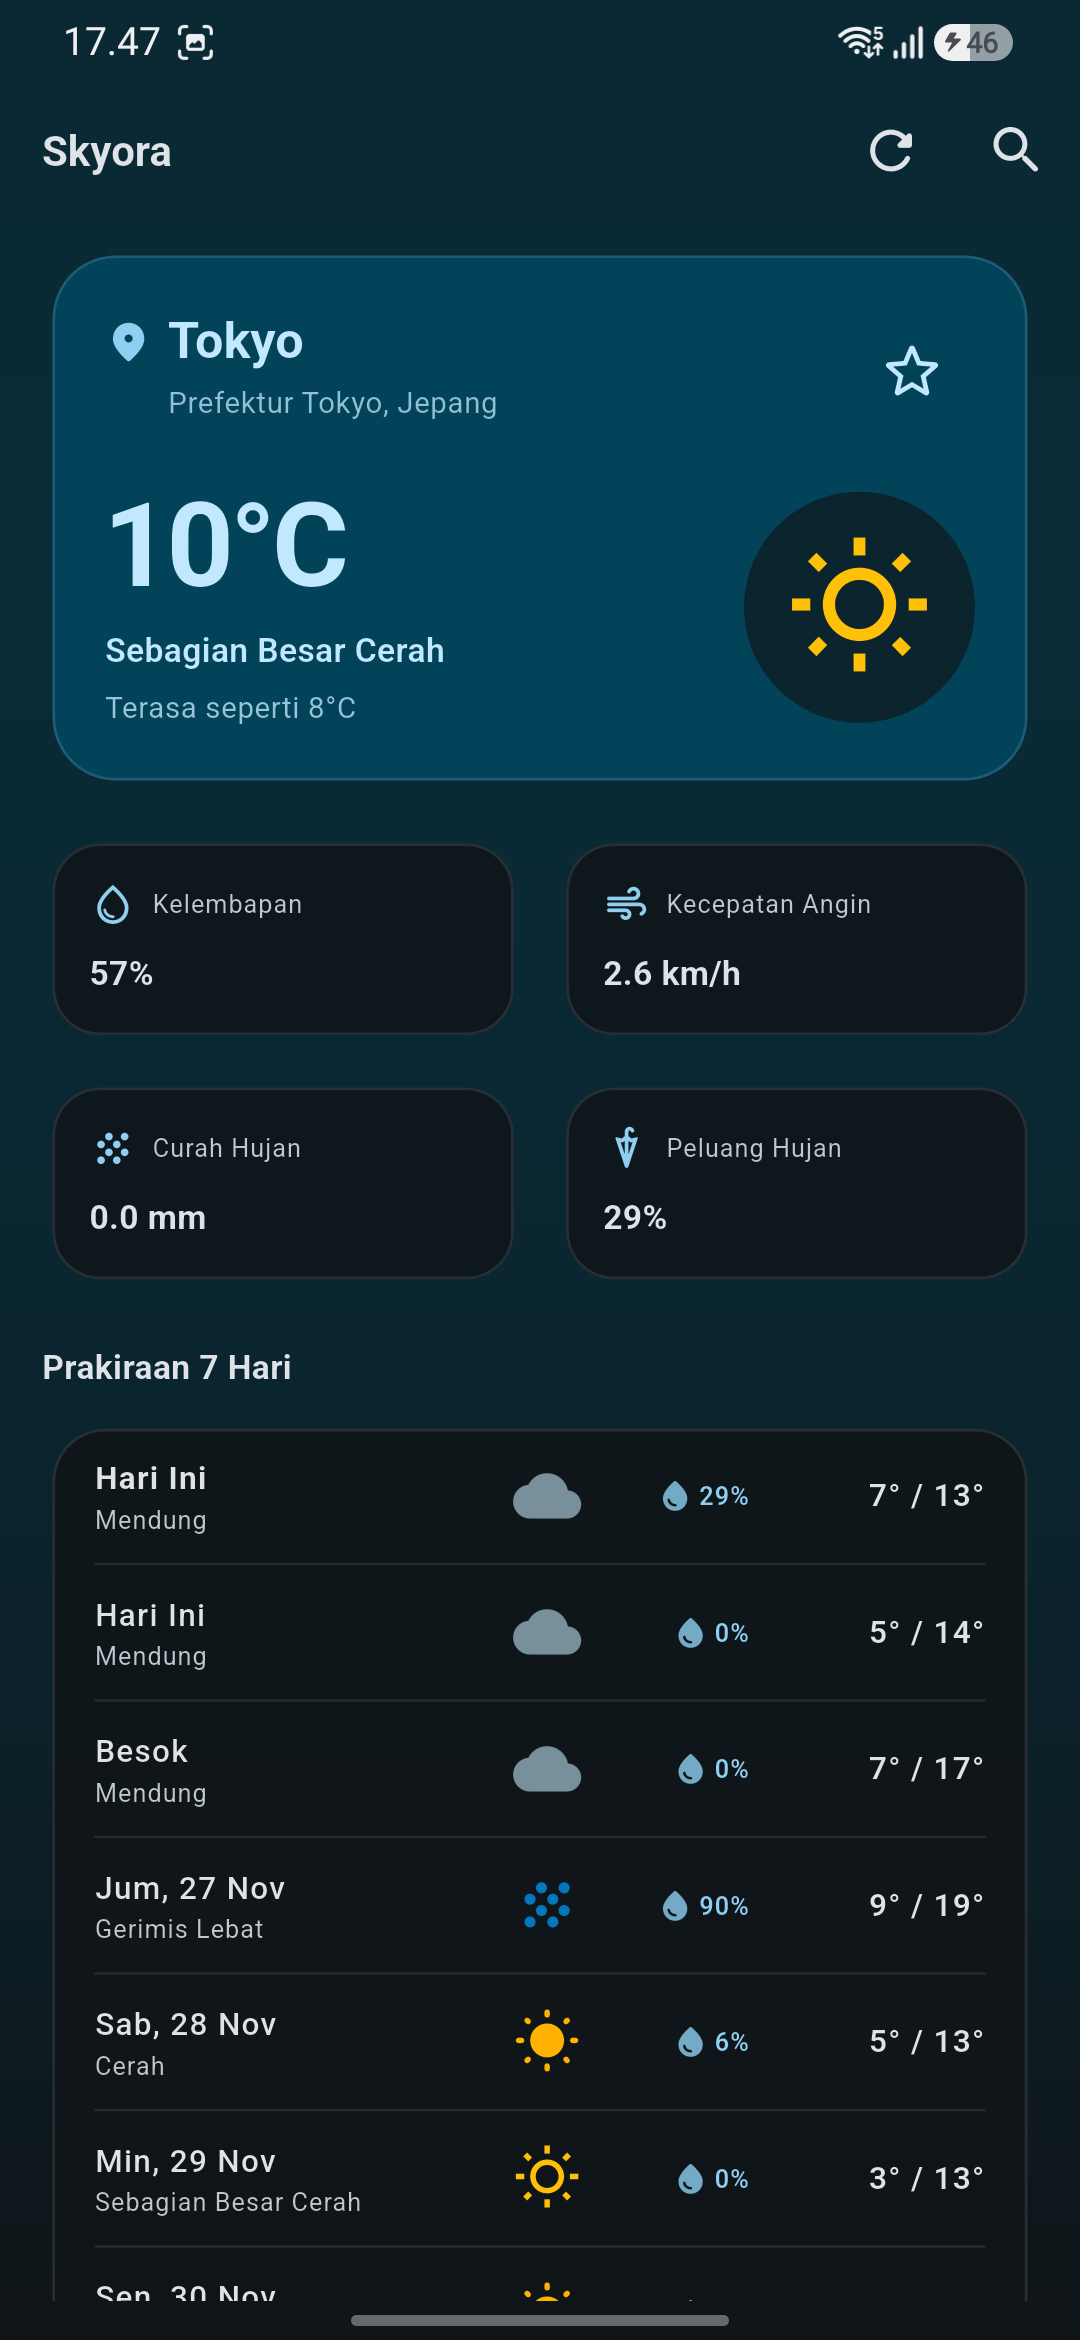 17.47
5
46
Skyora
Tokyo
Prefektur Tokyo, Jepang
10°C
Sebagian Besar Cerah
Terasa seperti 8°C
Kelembapan
57%
Kecepatan Angin
2.6 km/h
Curah Hujan
0.0 mm
Peluang Hujan
29%
Prakiraan 7 Hari
Hari Ini
Mendung
29%
7° / 13°
Hari Ini
Mendung
0%
5° / 14°
Besok
Mendung
0%
7° / 17°
Jum, 27 Nov
Gerimis Lebat
90%
9° / 19°
Sab, 28 Nov
Cerah
6%
5° / 13°
Min, 29 Nov
Sebagian Besar Cerah
0%
3° / 13°
Sen, 30 Nov